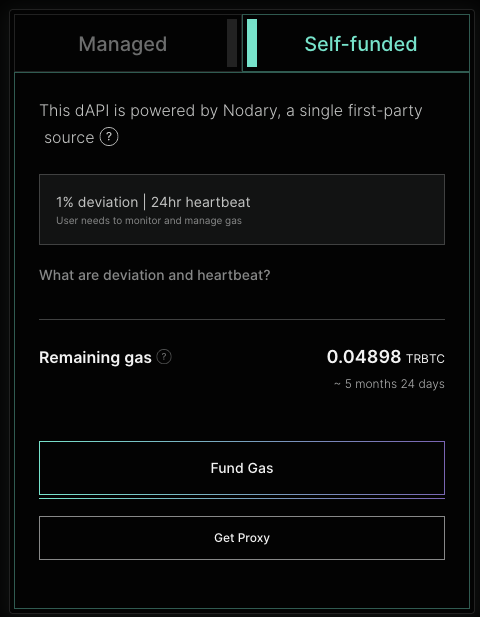 Managed
Self-funded
This dAPI is powered by Nodary, a single first-party
source ?
1% deviation | 24hr heartbeat
User needs to monitor and manage gas
What are deviation and heartbeat?
Remaining gas ? 0.04898 TRBTC
~ 5 months 24 days
Fund Gas
Get Proxy